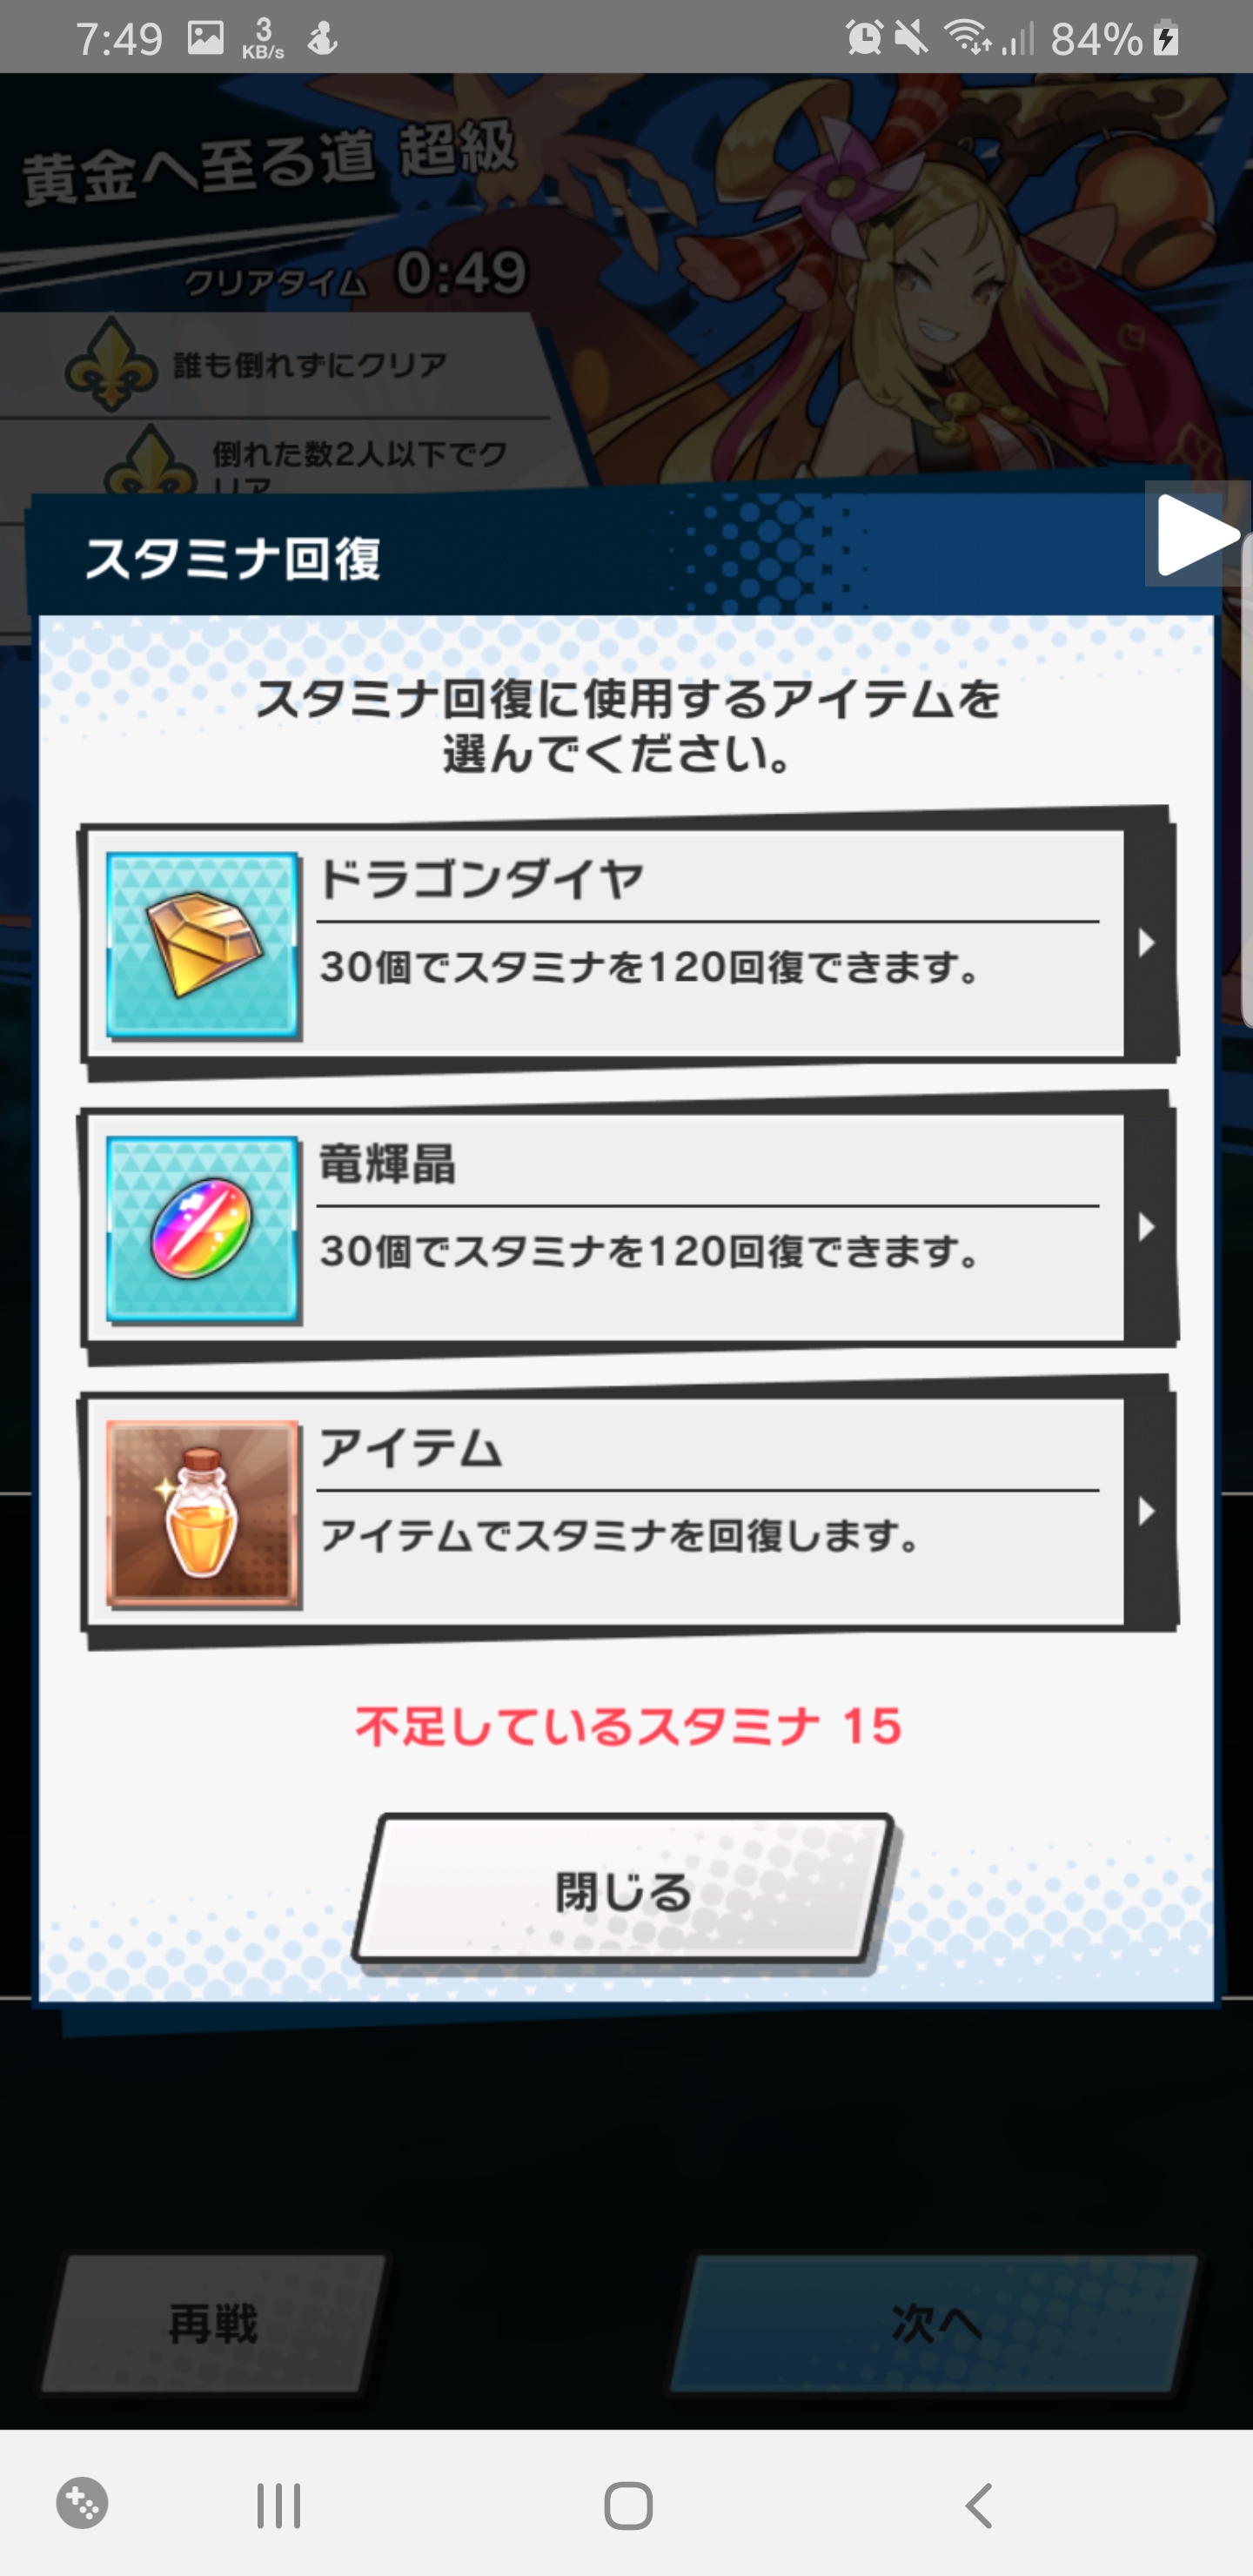 7:49 3 KB/s 84%
黄金へ至る道 超級
クリアタイム 0:49
誰も倒れずにクリア
倒れた数2人以下でク
リア
スタミナ回復
スタミナ回復に使用するアイテムを
選んでください。
ドラゴンダイヤ
30個でスタミナを120回復できます。
竜輝晶
30個でスタミナを120回復できます。
アイテム
アイテムでスタミナを回復します。
不足しているスタミナ 15
閉じる
再戦 次へ